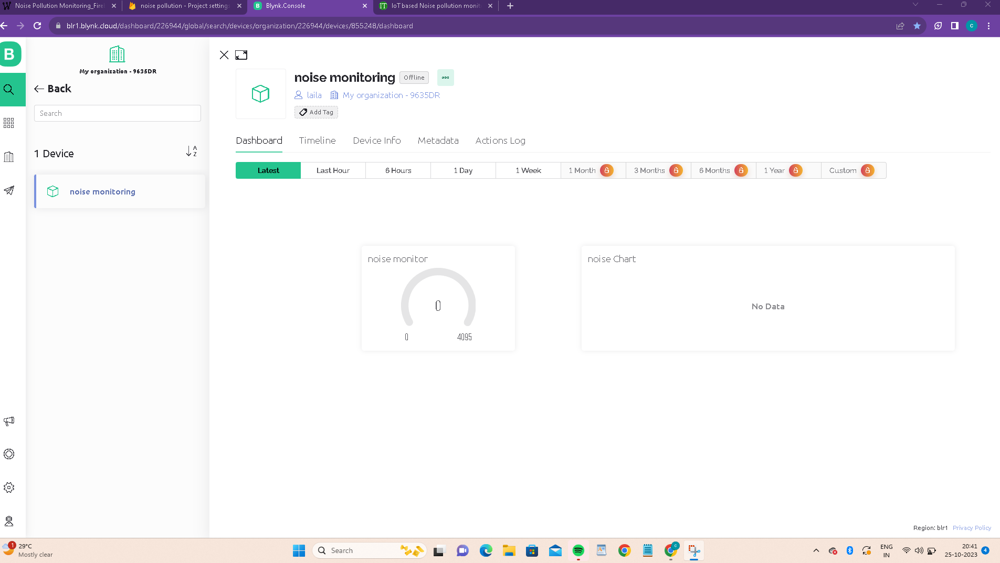 Noise Pollution Monitoring_Fire
noise pollution - Project settings
Blynk.Console
IoT based Noise pollution monit
blr1.blynk.cloud/dashboard/226944/global/search/devices/organization/226944/devices/855248/dashboard
c
B
My organization - 9635DR
Back
Search
1 Device
A
Z
noise monitoring
noise monitoring
Offline
laila
My organization - 9635DR
Add Tag
Dashboard
Timeline
Device Info
Metadata
Actions Log
Latest
Last Hour
6 Hours
1 Day
1 Week
1 Month
3 Months
6 Months
1 Year
Custom
noise monitor
0
0
4095
noise Chart
No Data
Region: blr1
Privacy Policy
1
29°C
Mostly clear
Search
ENG
IN
20:41
25-10-2023
4